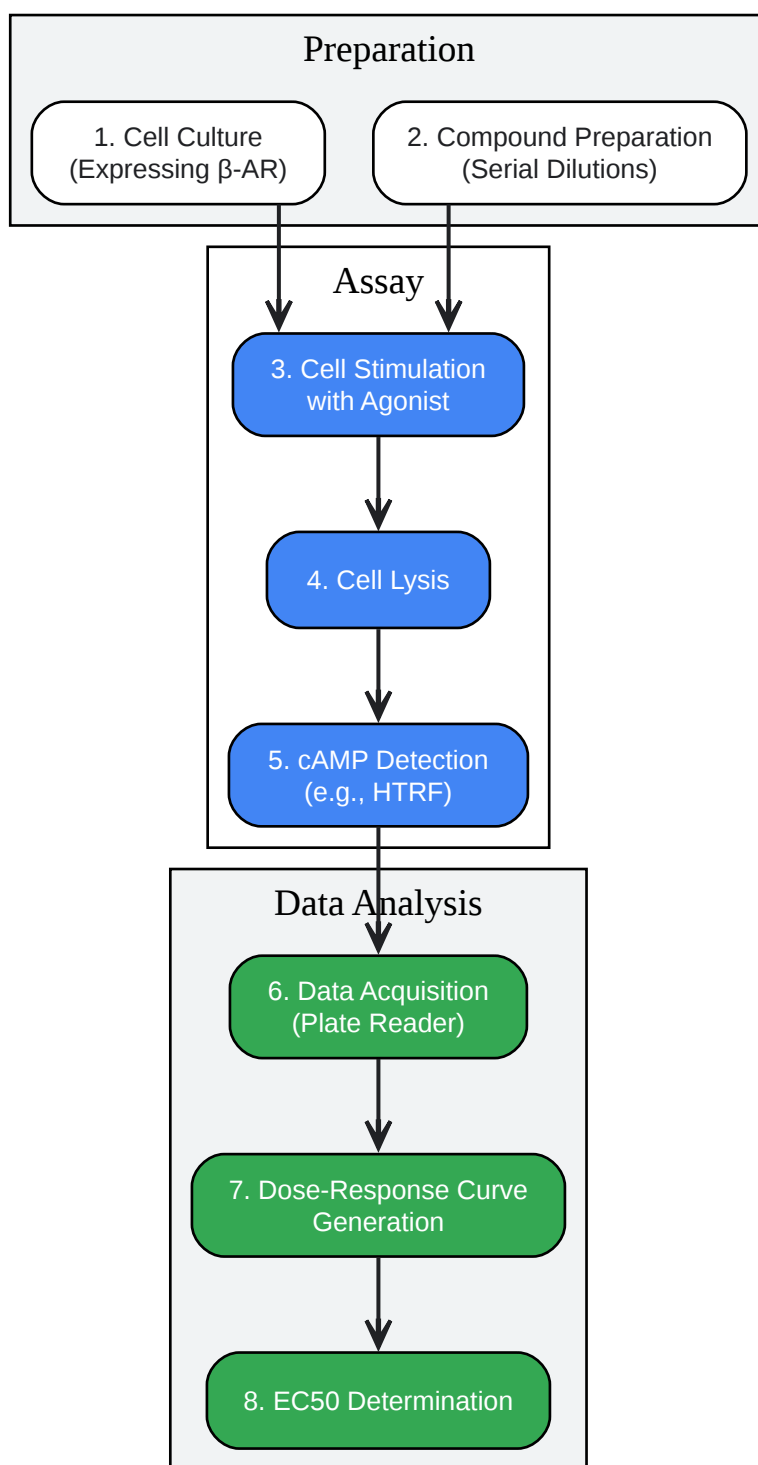 Preparation
1. Cell Culture
(Expressing β-AR)
2. Compound Preparation
(Serial Dilutions)
Assay
3. Cell Stimulation
with Agonist
4. Cell Lysis
5. cAMP Detection
(e.g., HTRF)
Data Analysis
6. Data Acquisition
(Plate Reader)
7. Dose-Response Curve
Generation
8. EC50 Determination